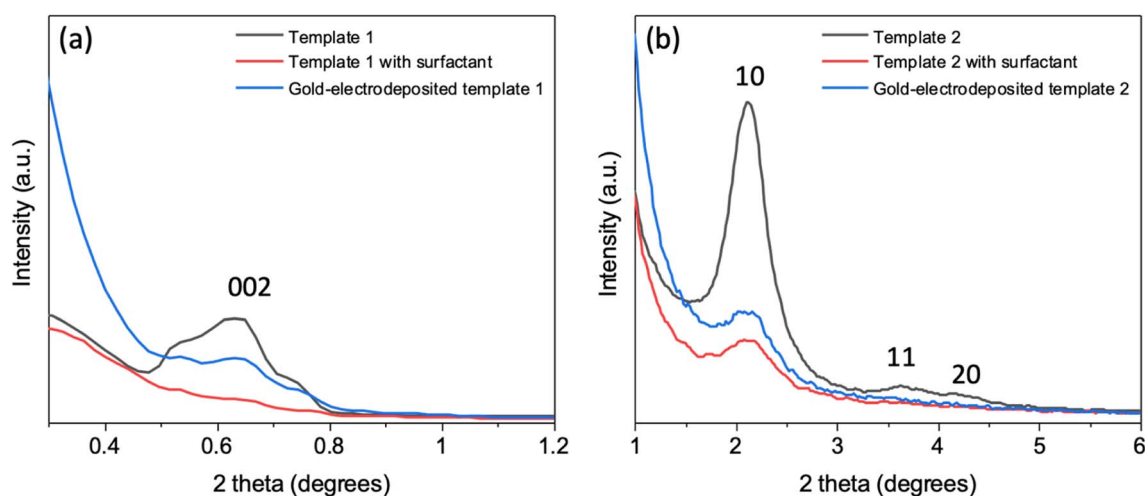 (a)
Template 1
Template 1 with surfactant
Gold-electrodeposited template 1
002
Intensity (a.u.)
0.4 0.6 0.8 1 1.2
2 theta (degrees)
(b)
Template 2
Template 2 with surfactant
Gold-electrodeposited template 2
10
11
20
Intensity (a.u.)
1 2 3 4 5 6
2 theta (degrees)